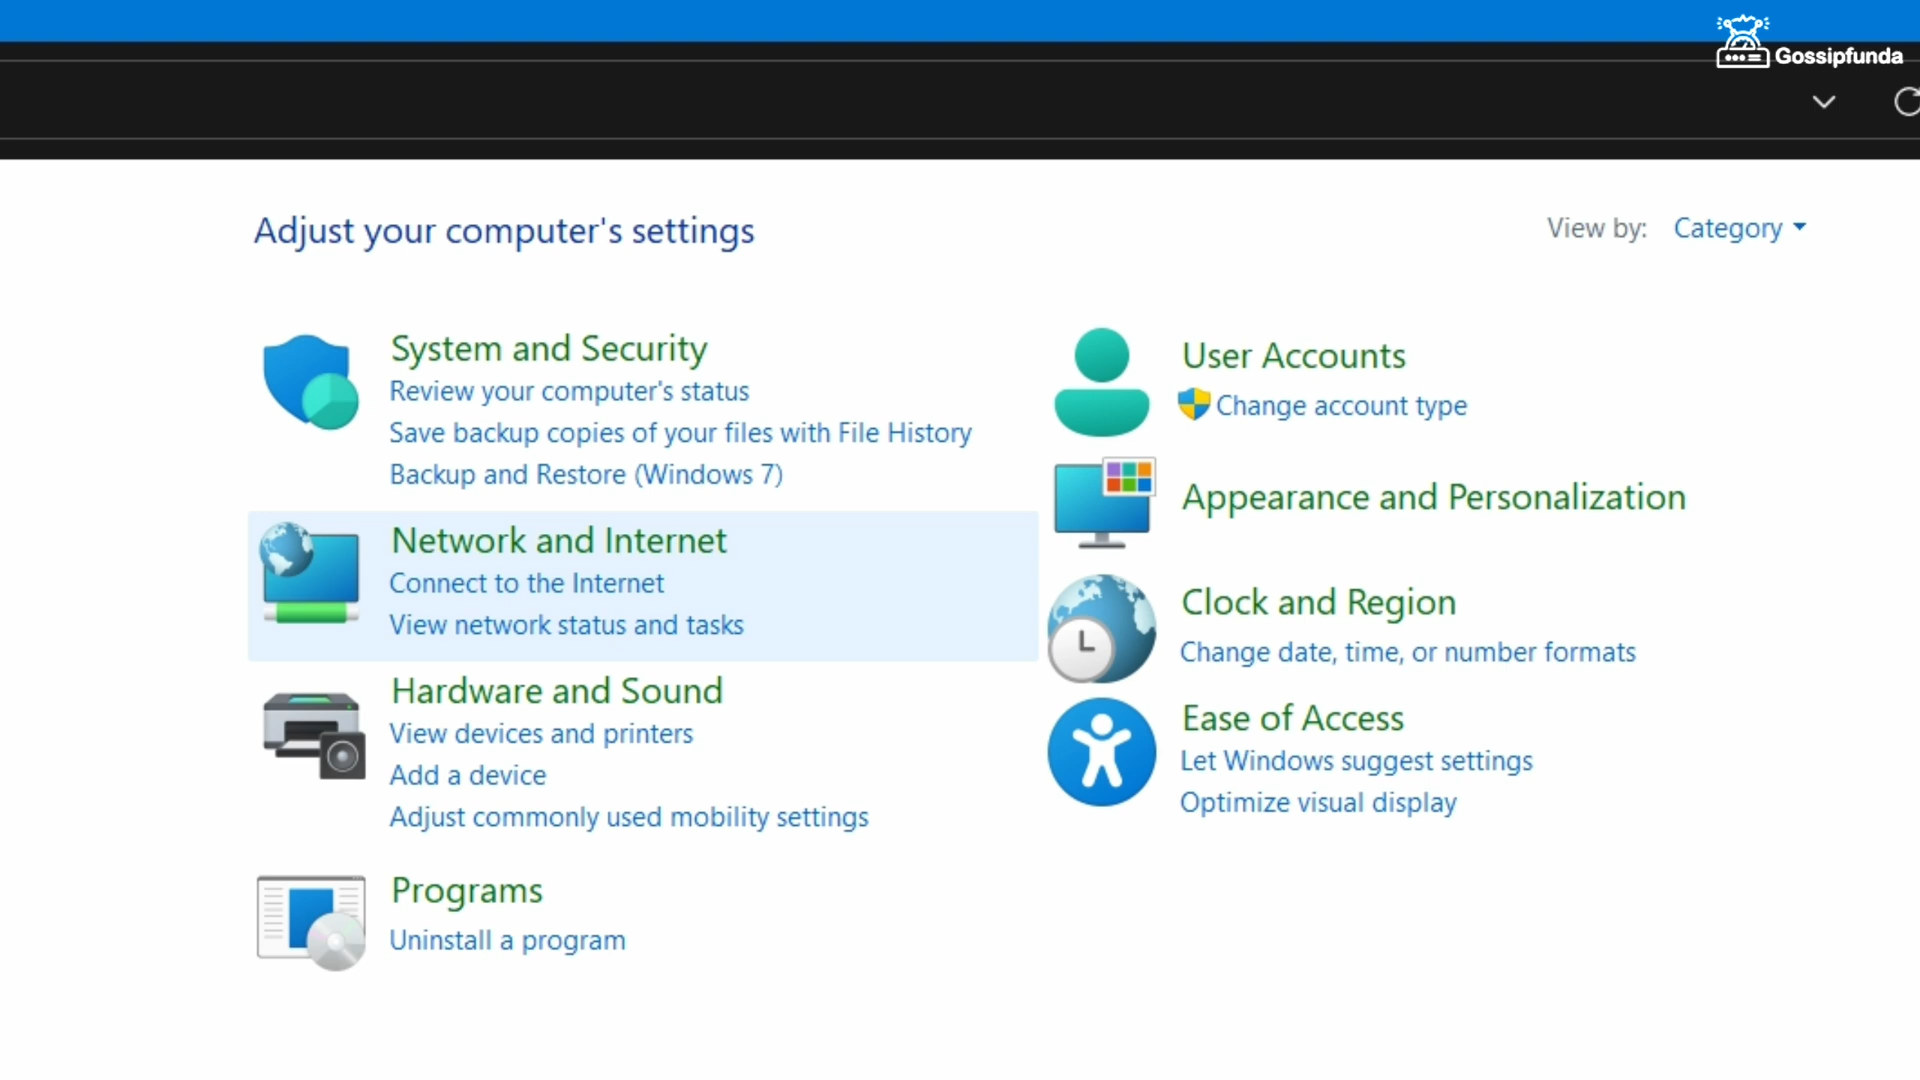 Gossipfunda
Adjust your computer's settings
View by: Category
System and Security
Review your computer's status
Save backup copies of your files with File History
Backup and Restore (Windows 7)
Network and Internet
Connect to the Internet
View network status and tasks
Hardware and Sound
View devices and printers
Add a device
Adjust commonly used mobility settings
Programs
Uninstall a program
User Accounts
Change account type
Appearance and Personalization
Clock and Region
Change date, time, or number formats
Ease of Access
Let Windows suggest settings
Optimize visual display